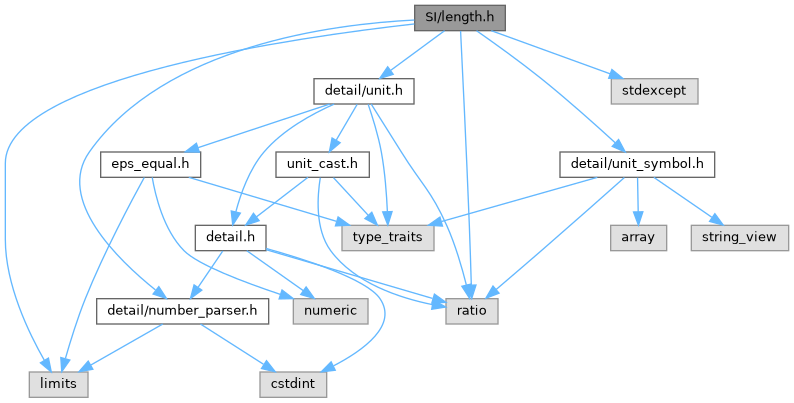 SI/length.h
detail/unit.h
stdexcept
eps_equal.h
unit_cast.h
detail/unit_symbol.h
detail.h
type_traits
array
string_view
detail/number_parser.h
numeric
ratio
limits
cstdint